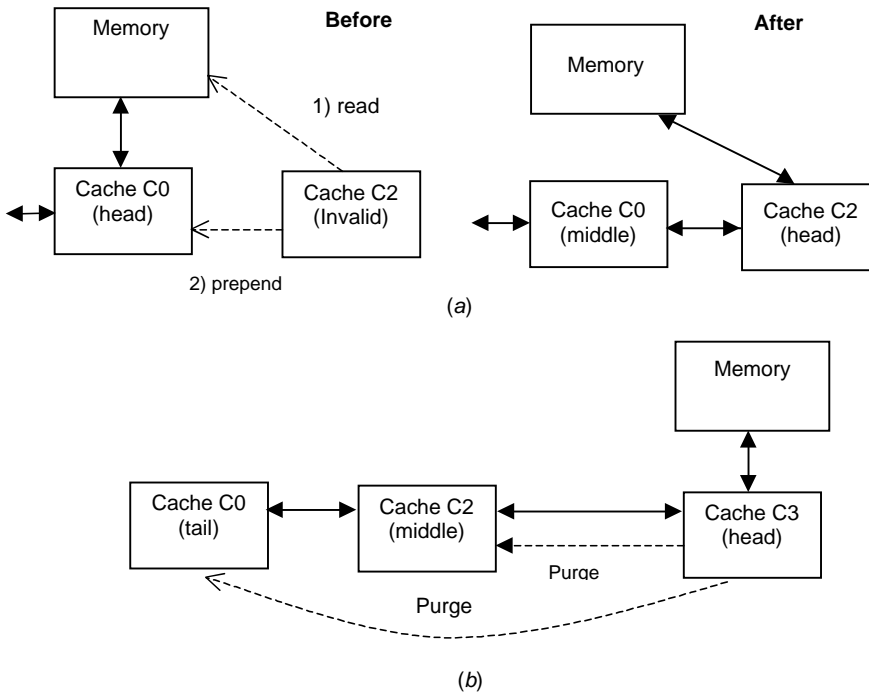 Before
Memory
1) read
Cache C0
(head)
Cache C2
(Invalid)
2) prepend
After
Memory
Cache C0
(middle)
Cache C2
(head)
(a)
Memory
Cache C0
(tail)
Cache C2
(middle)
Cache C3
(head)
Purge
Purge
(b)